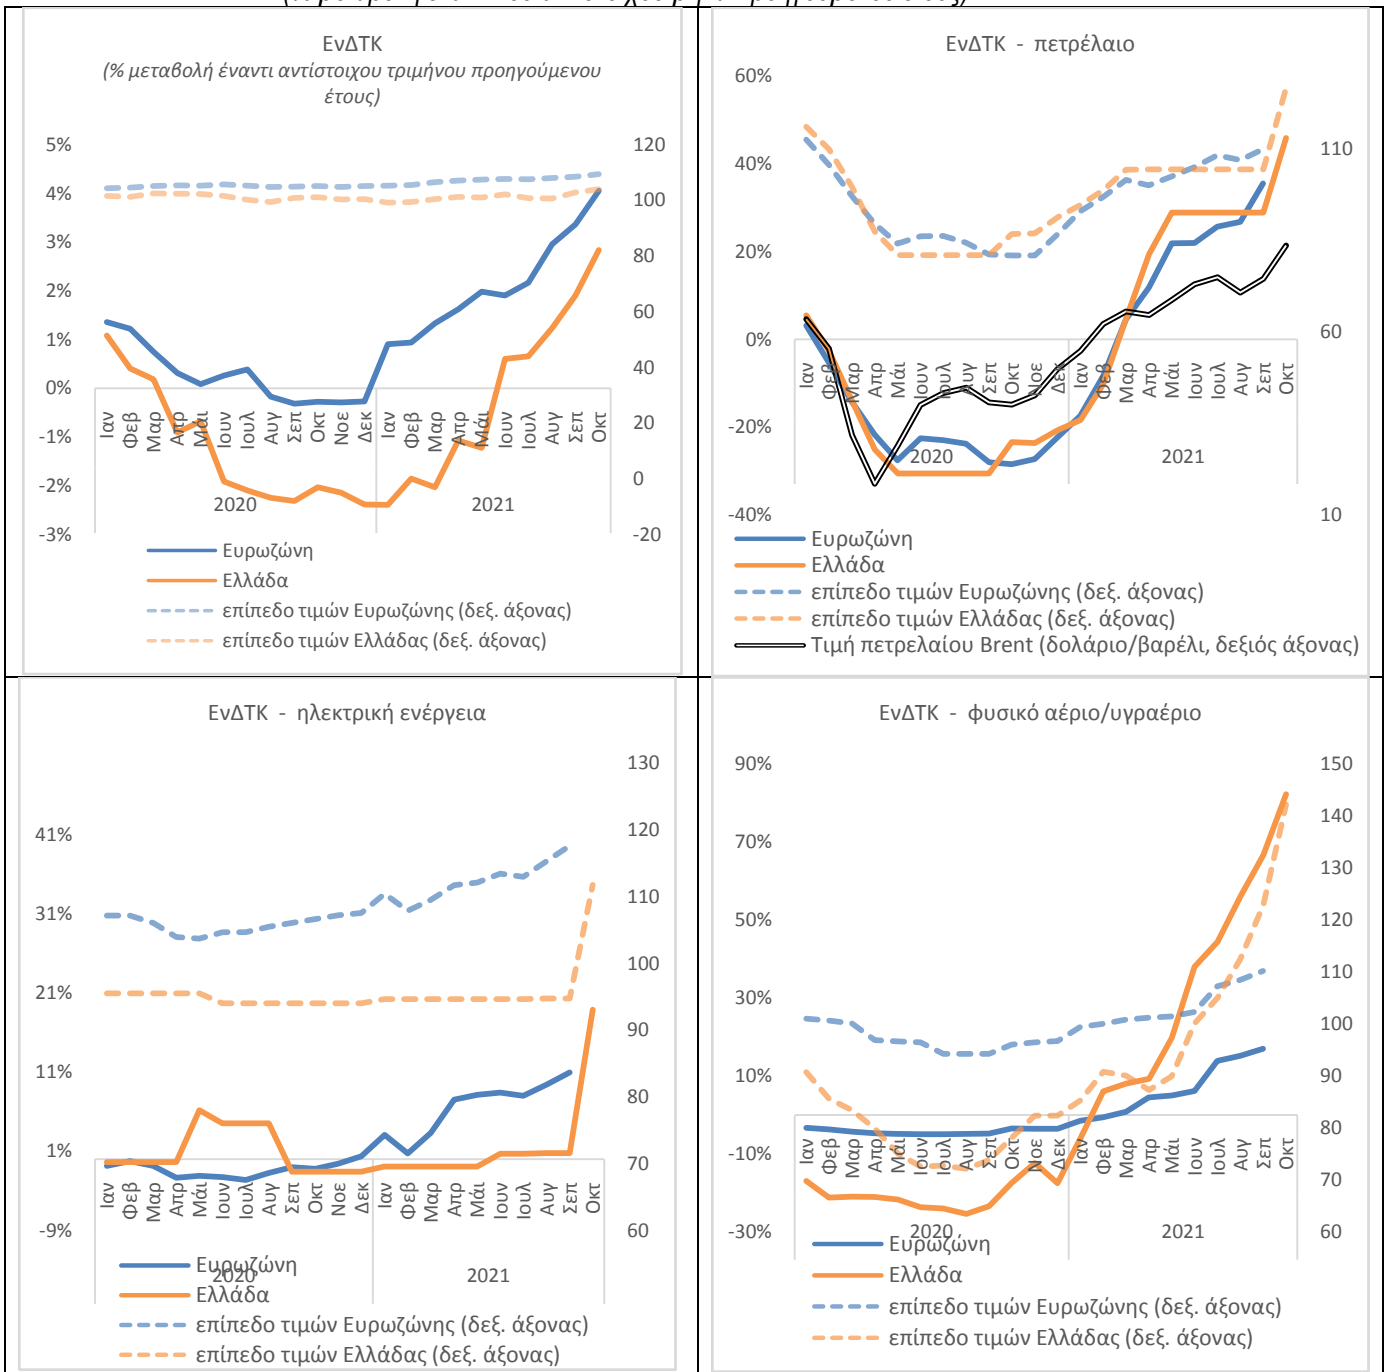 ΕνΔΤΚ
(% μεταβολή έναντι αντίστοιχου τριμήνου προηγούμενου
έτους)
5%
4%
3%
2%
1%
0%
-1%
-2%
-3%
120
100
80
60
40
20
0
-20
Ιαν Φεβ Μαρ Απρ Μάι Ιουν Ιουλ Αυγ Σεπ Οκτ Νοε Δεκ Ιαν Φεβ Μαρ Απρ Μάι Ιουν Ιουλ Αυγ Σεπ Οκτ
2020 2021
Ευρωζώνη
Ελλάδα
επίπεδο τιμών Ευρωζώνης (δεξ. άξονας)
επίπεδο τιμών Ελλάδας (δεξ. άξονας)
ΕνΔΤΚ - πετρέλαιο
60%
40%
20%
0%
-20%
-40%
110
60
10
Ιαν Φεβ Μαρ Απρ Μάι Ιουν Ιουλ Αυγ Σεπ Οκτ Νοε Δεκ Ιαν Φεβ Μαρ Απρ Μάι Ιουν Ιουλ Αυγ Σεπ Οκτ
2020 2021
Ευρωζώνη
Ελλάδα
επίπεδο τιμών Ευρωζώνης (δεξ. άξονας)
επίπεδο τιμών Ελλάδας (δεξ. άξονας)
Τιμή πετρελαίου Brent (δολάριο/βαρέλι, δεξιός άξονας)
ΕνΔΤΚ - ηλεκτρική ενέργεια
41%
31%
21%
11%
1%
-9%
130
120
110
100
90
80
70
60
Ιαν Φεβ Μαρ Απρ Μάι Ιουν Ιουλ Αυγ Σεπ Οκτ Νοε Δεκ Ιαν Φεβ Μαρ Απρ Μάι Ιουν Ιουλ Αυγ Σεπ Οκτ
2020 2021
Ευρωζώνη
Ελλάδα
επίπεδο τιμών Ευρωζώνης (δεξ. άξονας)
επίπεδο τιμών Ελλάδας (δεξ. άξονας)
ΕνΔΤΚ - φυσικό αέριο/υγραέριο
90%
70%
50%
30%
10%
-10%
-30%
150
140
130
120
110
100
90
80
70
60
Ιαν Φεβ Μαρ Απρ Μάι Ιουν Ιουλ Αυγ Σεπ Οκτ Νοε Δεκ Ιαν Φεβ Μαρ Απρ Μάι Ιουν Ιουλ Αυγ Σεπ Οκτ
2020 2021
Ευρωζώνη
Ελλάδα
επίπεδο τιμών Ευρωζώνης (δεξ. άξονας)
επίπεδο τιμών Ελλάδας (δεξ. άξονας)